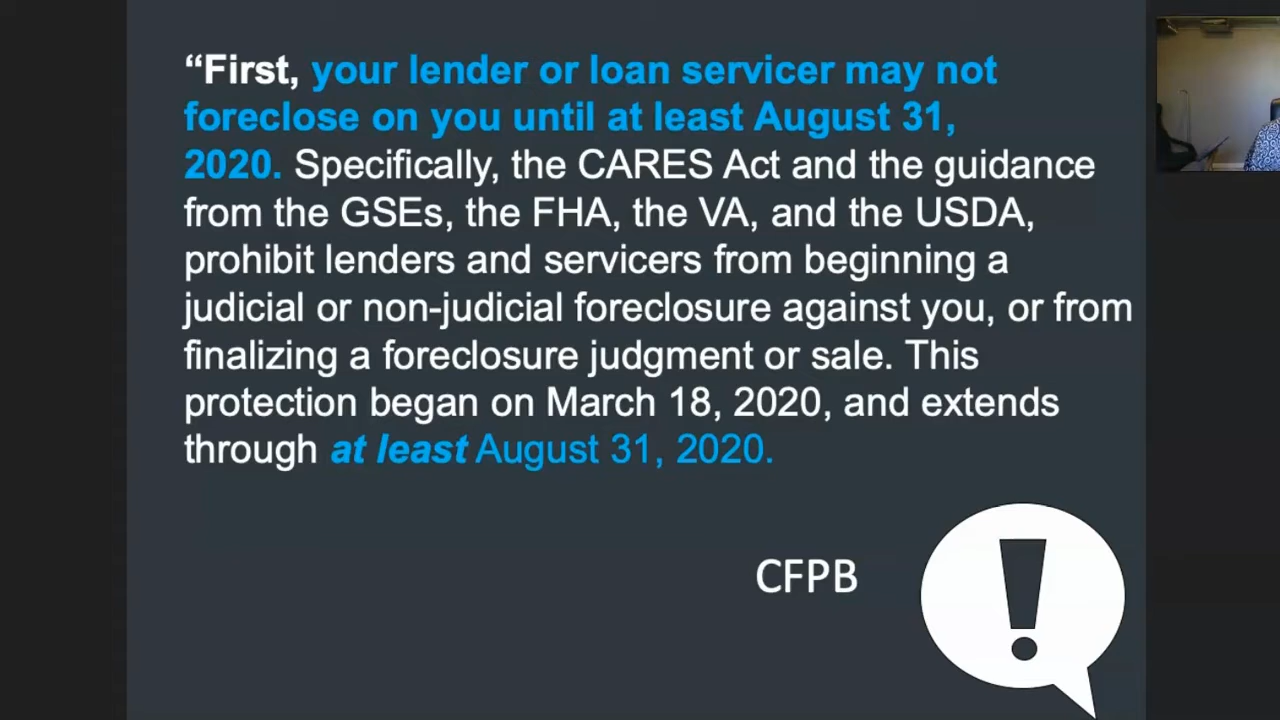 “First, your lender or loan servicer may not
foreclose on you until at least August 31,
2020. Specifically, the CARES Act and the guidance
from the GSEs, the FHA, the VA, and the USDA,
prohibit lenders and servicers from beginning a
judicial or non-judicial foreclosure against you, or from
finalizing a foreclosure judgment or sale. This
protection began on March 18, 2020, and extends
through at least August 31, 2020.
CFPB
!